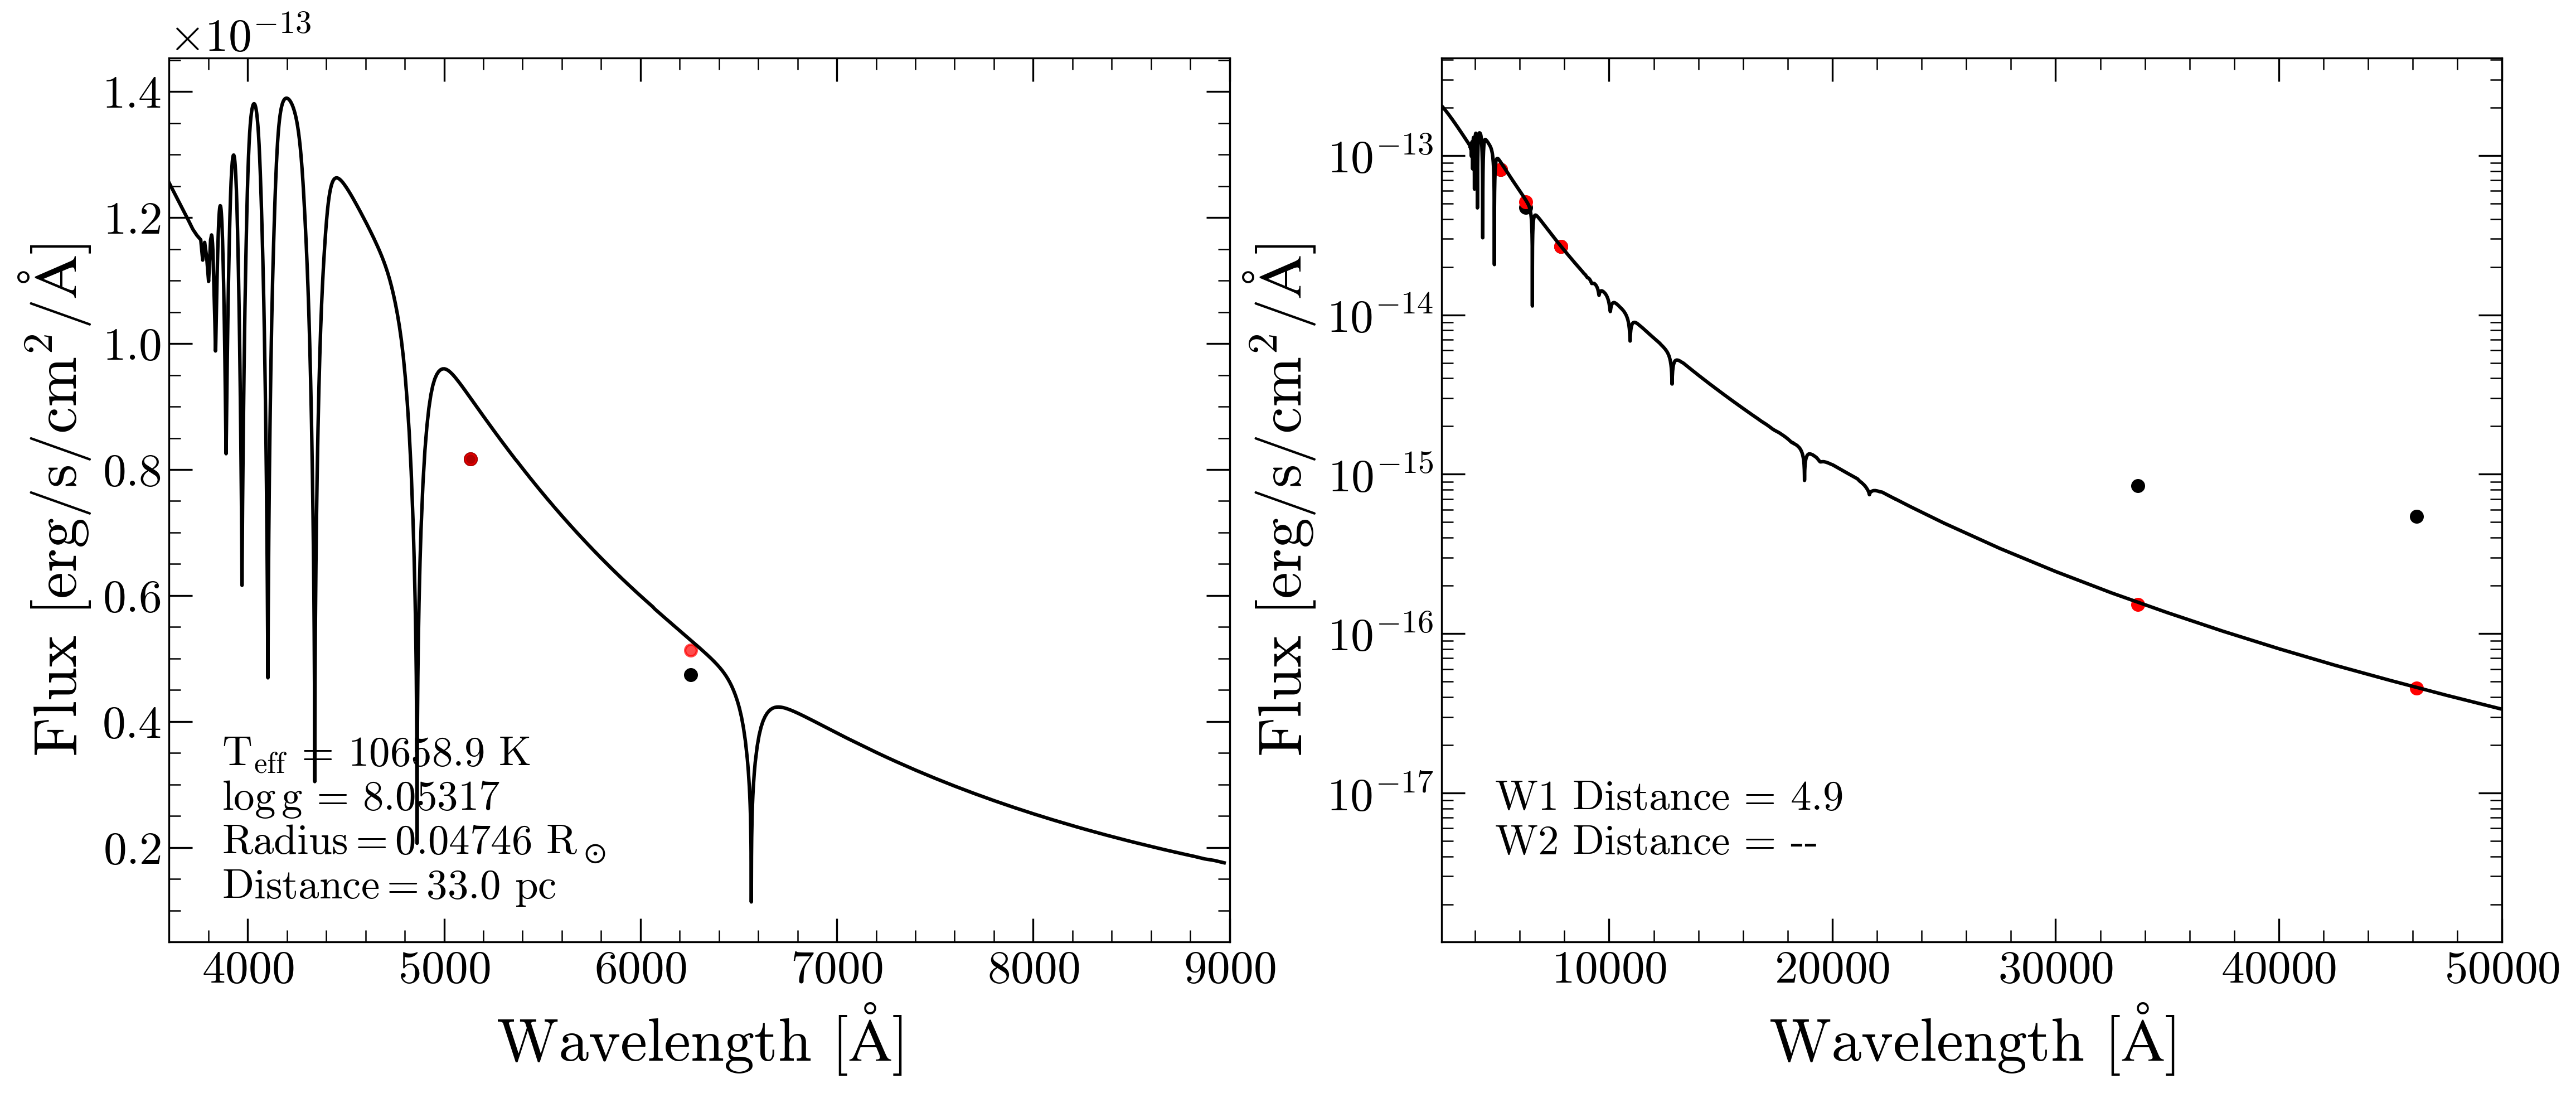 ×10⁻¹³
1.4
1.2
1.0
0.8
0.6
0.4
0.2
Flux [erg/s/cm²/Å]
T_eff = 10658.9 K
log g = 8.05317
Radius = 0.04746 R_⊙
Distance = 33.0 pc
4000 5000 6000 7000 8000 9000
Wavelength [Å]
10⁻¹³
10⁻¹⁴
10⁻¹⁵
10⁻¹⁶
10⁻¹⁷
Flux [erg/s/cm²/Å]
W1 Distance = 4.9
W2 Distance = --
10000 20000 30000 40000 50000
Wavelength [Å]